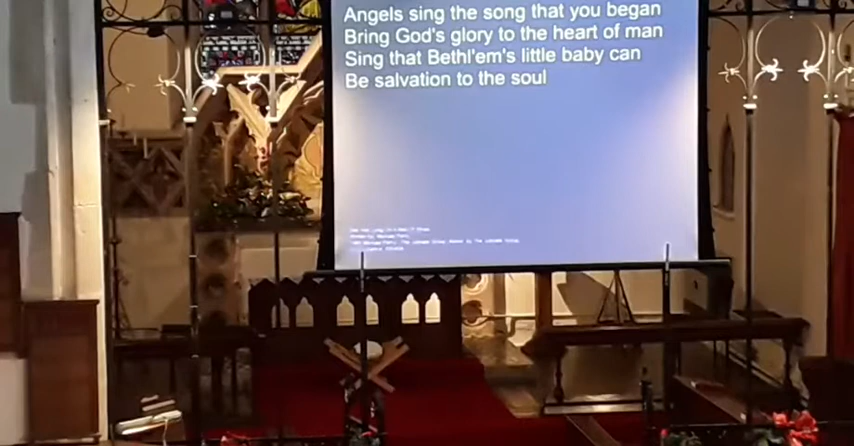 Angels sing the song that you began
Bring God's glory to the heart of man
Sing that Bethl'em's little baby can
Be salvation to the soul